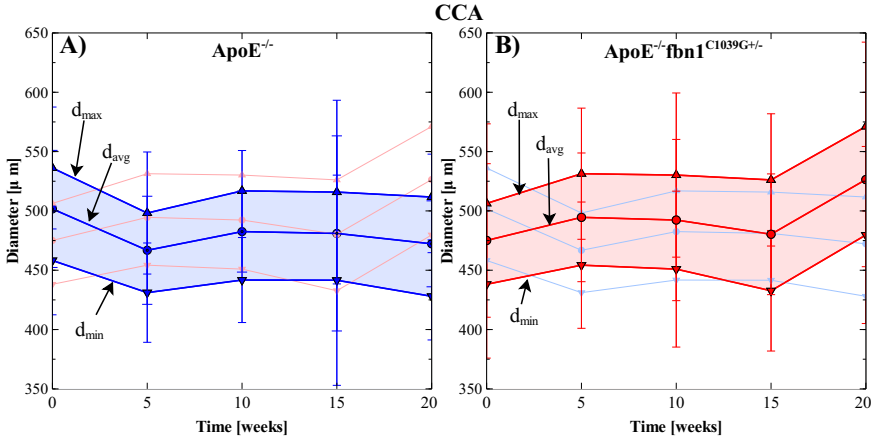 CCA
A)
ApoE-/-
B)
ApoE-/-fbn1C1039G+/-
650
600
550
500
450
400
350
Diameter [μ m]
dmax
davg
dmin
0
5
10
15
20
Time [weeks]
650
600
550
500
450
400
350
Diameter [μ m]
dmax
davg
dmin
0
5
10
15
20
Time [weeks]